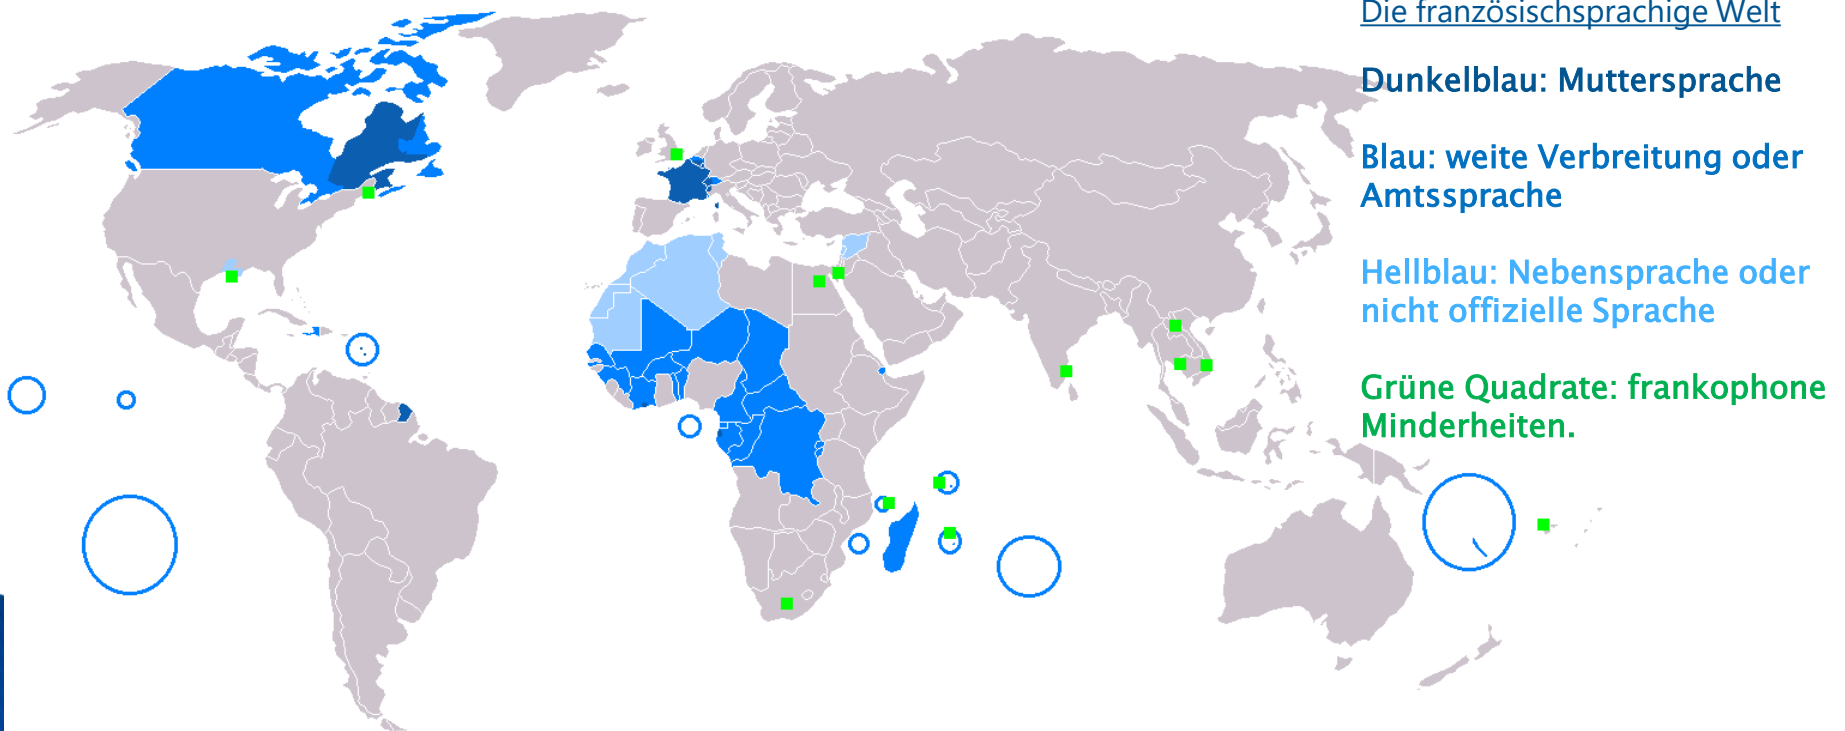 Die französischsprachige Welt
Dunkelblau: Muttersprache
Blau: weite Verbreitung oder
Amtssprache
Hellblau: Nebensprache oder
nicht offizielle Sprache
Grüne Quadrate: frankophone
Minderheiten.